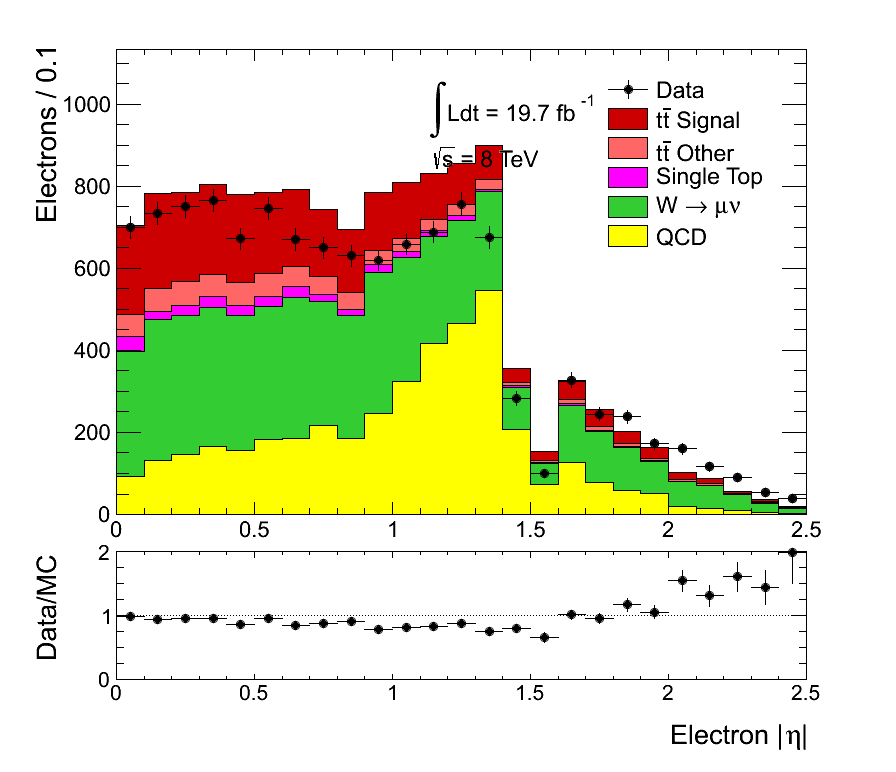 Electrons / 0.1
1000
800
600
400
200
0
0 0.5 1 1.5 2 2.5
∫ Ldt = 19.7 fb⁻¹
√s = 8 TeV
Data
tt̄ Signal
tt̄ Other
Single Top
W → μν
QCD
Data/MC
2
1
0
0 0.5 1 1.5 2 2.5
Electron |η|